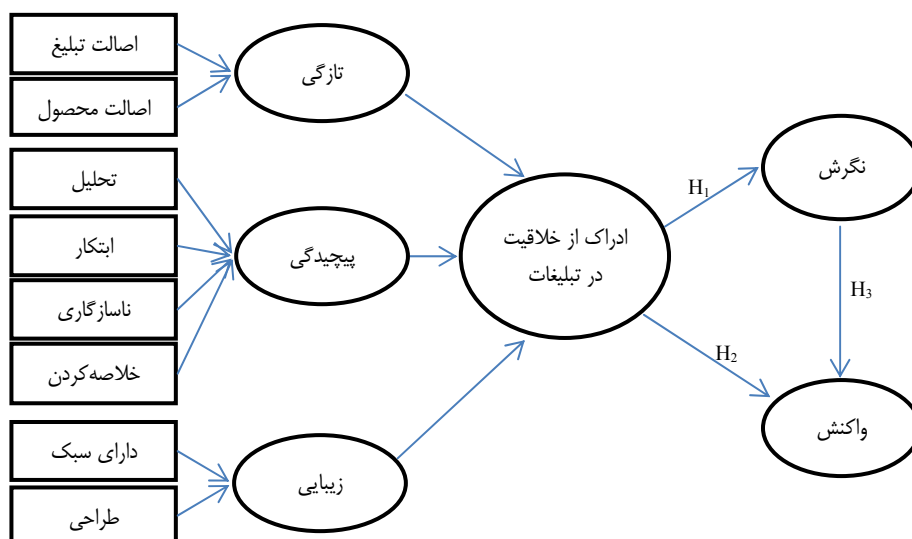 اصالت تبلیغ
اصالت محصول
تازگی
تحلیل
ابتکار
ناسازگاری
خلاصه‌کردن
پیچیدگی
دارای سبک
طراحی
زیبایی
ادراک از خلاقیت
در تبلیغات
H1
H2
نگرش
H3
واکنش